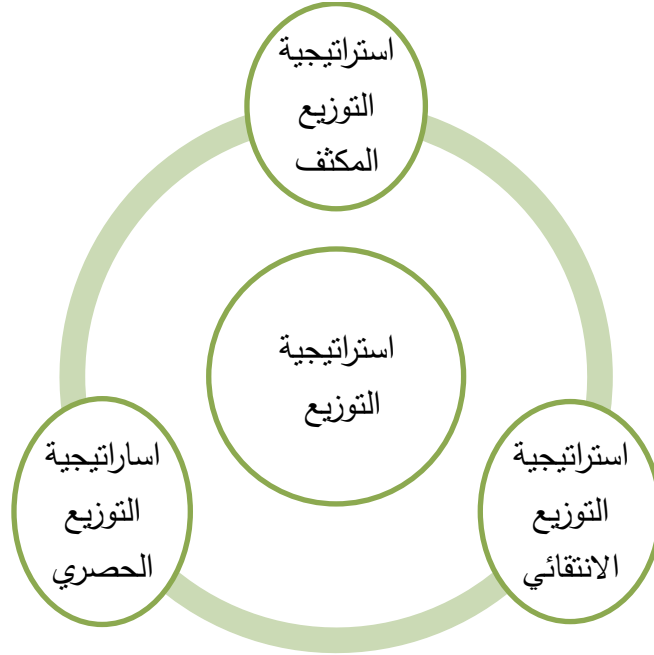 استراتيجية
التوزيع
المكثف
استراتيجية
التوزيع
استراتيجية
التوزيع
الانتقائي
اساراتيجية
التوزيع
الحصري